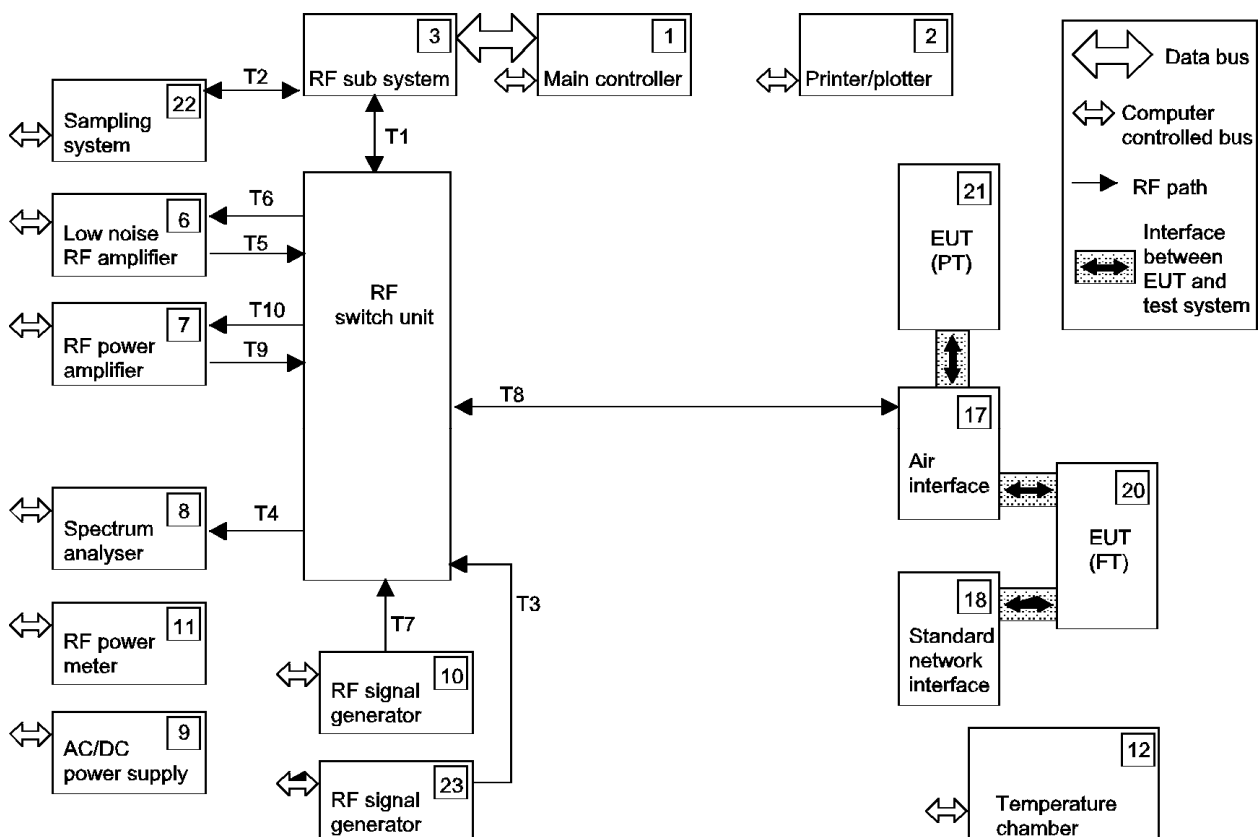 3
RF sub system
1
Main controller
2
Printer/plotter
Data bus
Computer
controlled bus
RF path
Interface
between
EUT and
test system
T2
22
Sampling
system
T1
6
Low noise
RF amplifier
T6
T5
7
RF power
amplifier
T10
T9
RF
switch unit
T8
21
EUT
(PT)
17
Air
interface
20
EUT
(FT)
8
Spectrum
analyser
T4
18
Standard
network
interface
T3
T7
11
RF power
meter
10
RF signal
generator
9
AC/DC
power supply
23
RF signal
generator
12
Temperature
chamber